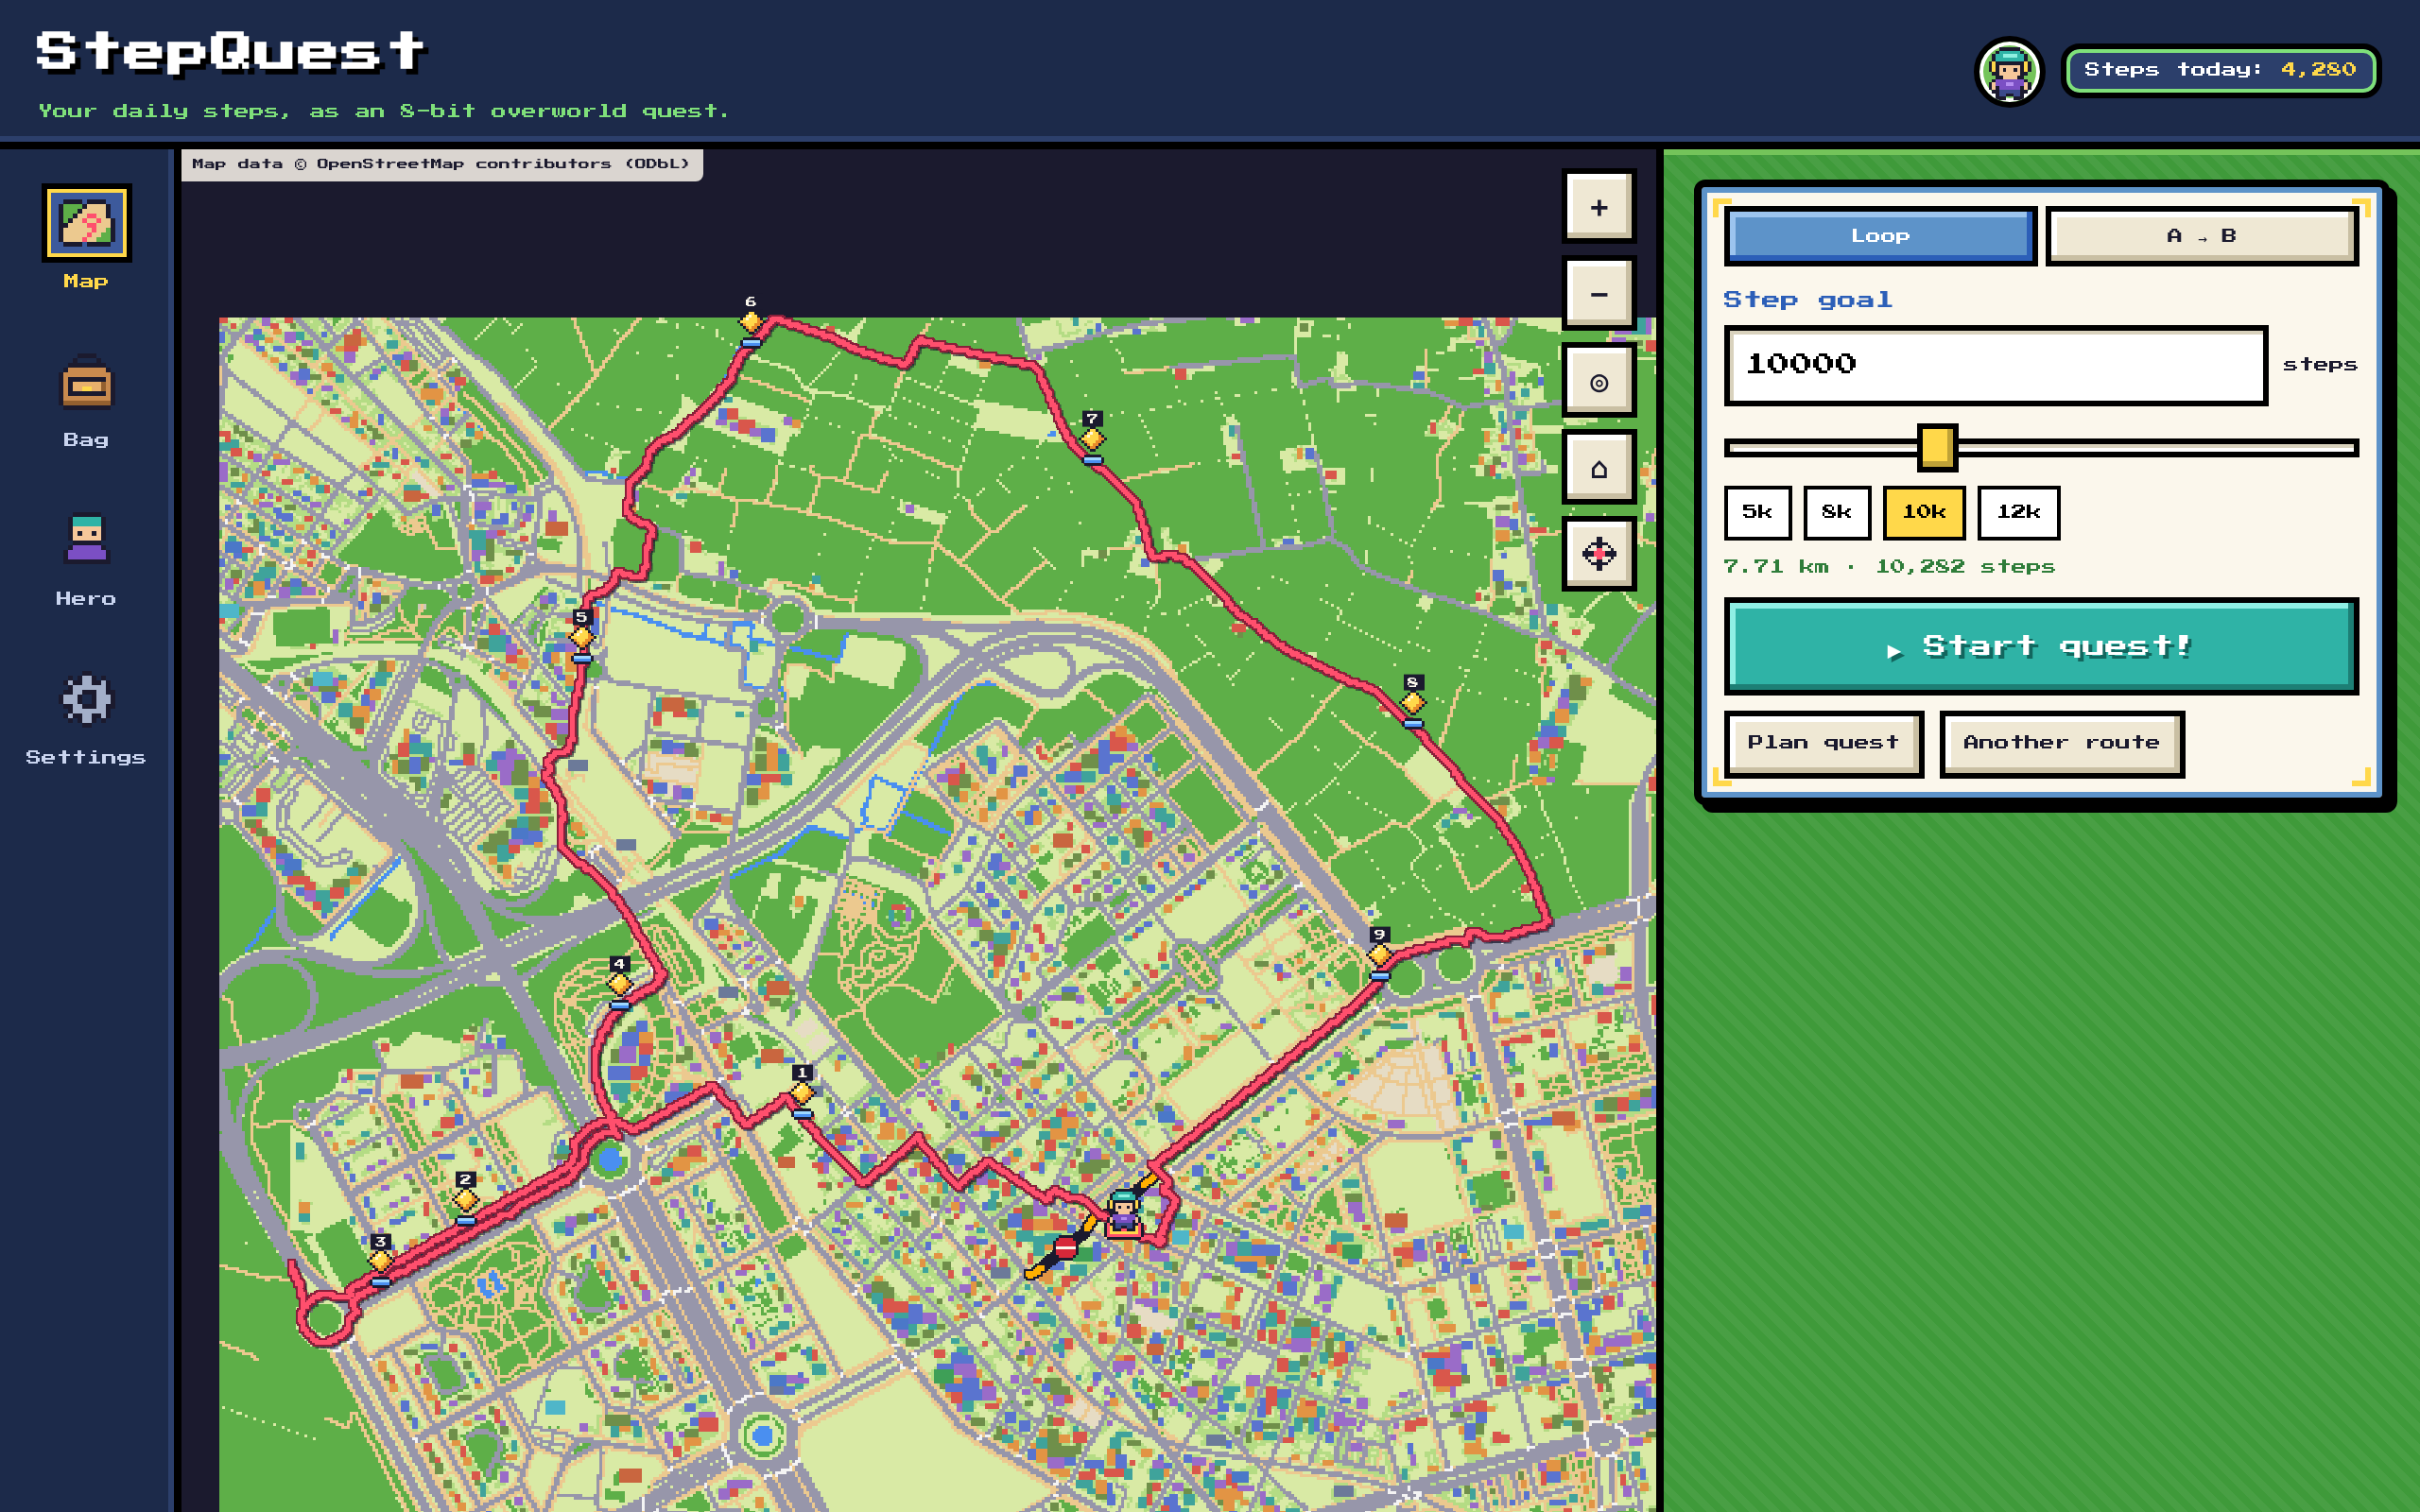 StepQuest
Your daily steps, as an 8-bit overworld quest.
Steps today: 4,280
Map
Bag
Hero
Settings
Map data © OpenStreetMap contributors (ODbL)
+
−
6
7
5
8
9
4
1
2
3
Loop
A → B
Step goal
10000
steps
5k
8k
10k
12k
7.71 km · 10,282 steps
▶ Start quest!
Plan quest
Another route